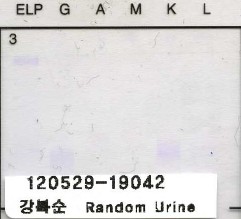 ELP G A M K L
3
120529-19042
강복순 Random Urine